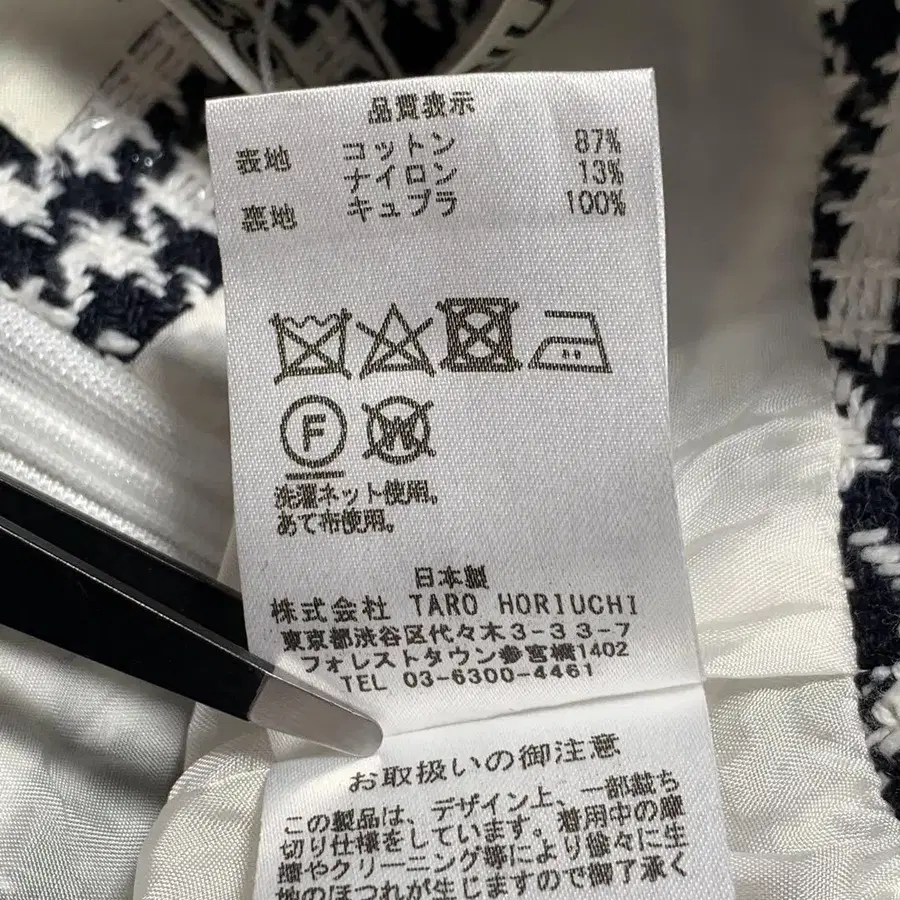 品質表示
表地 コットン 87%
ナイロン 13%
裏地 キュプラ 100%
F
W
洗濯ネット使用。
あて布使用。
日本製
株式会社 TARO HORIUCHI
東京都渋谷区代々木3-33-7
フォレストタウン参宮橋1402
TEL 03-6300-4461
お取扱いの御注意
この製品は、デザイン上、一部裁ち
切り仕様をしています。着用中の摩
擦やクリーニング等により徐々に生
地のほつれが生じますので御了承く